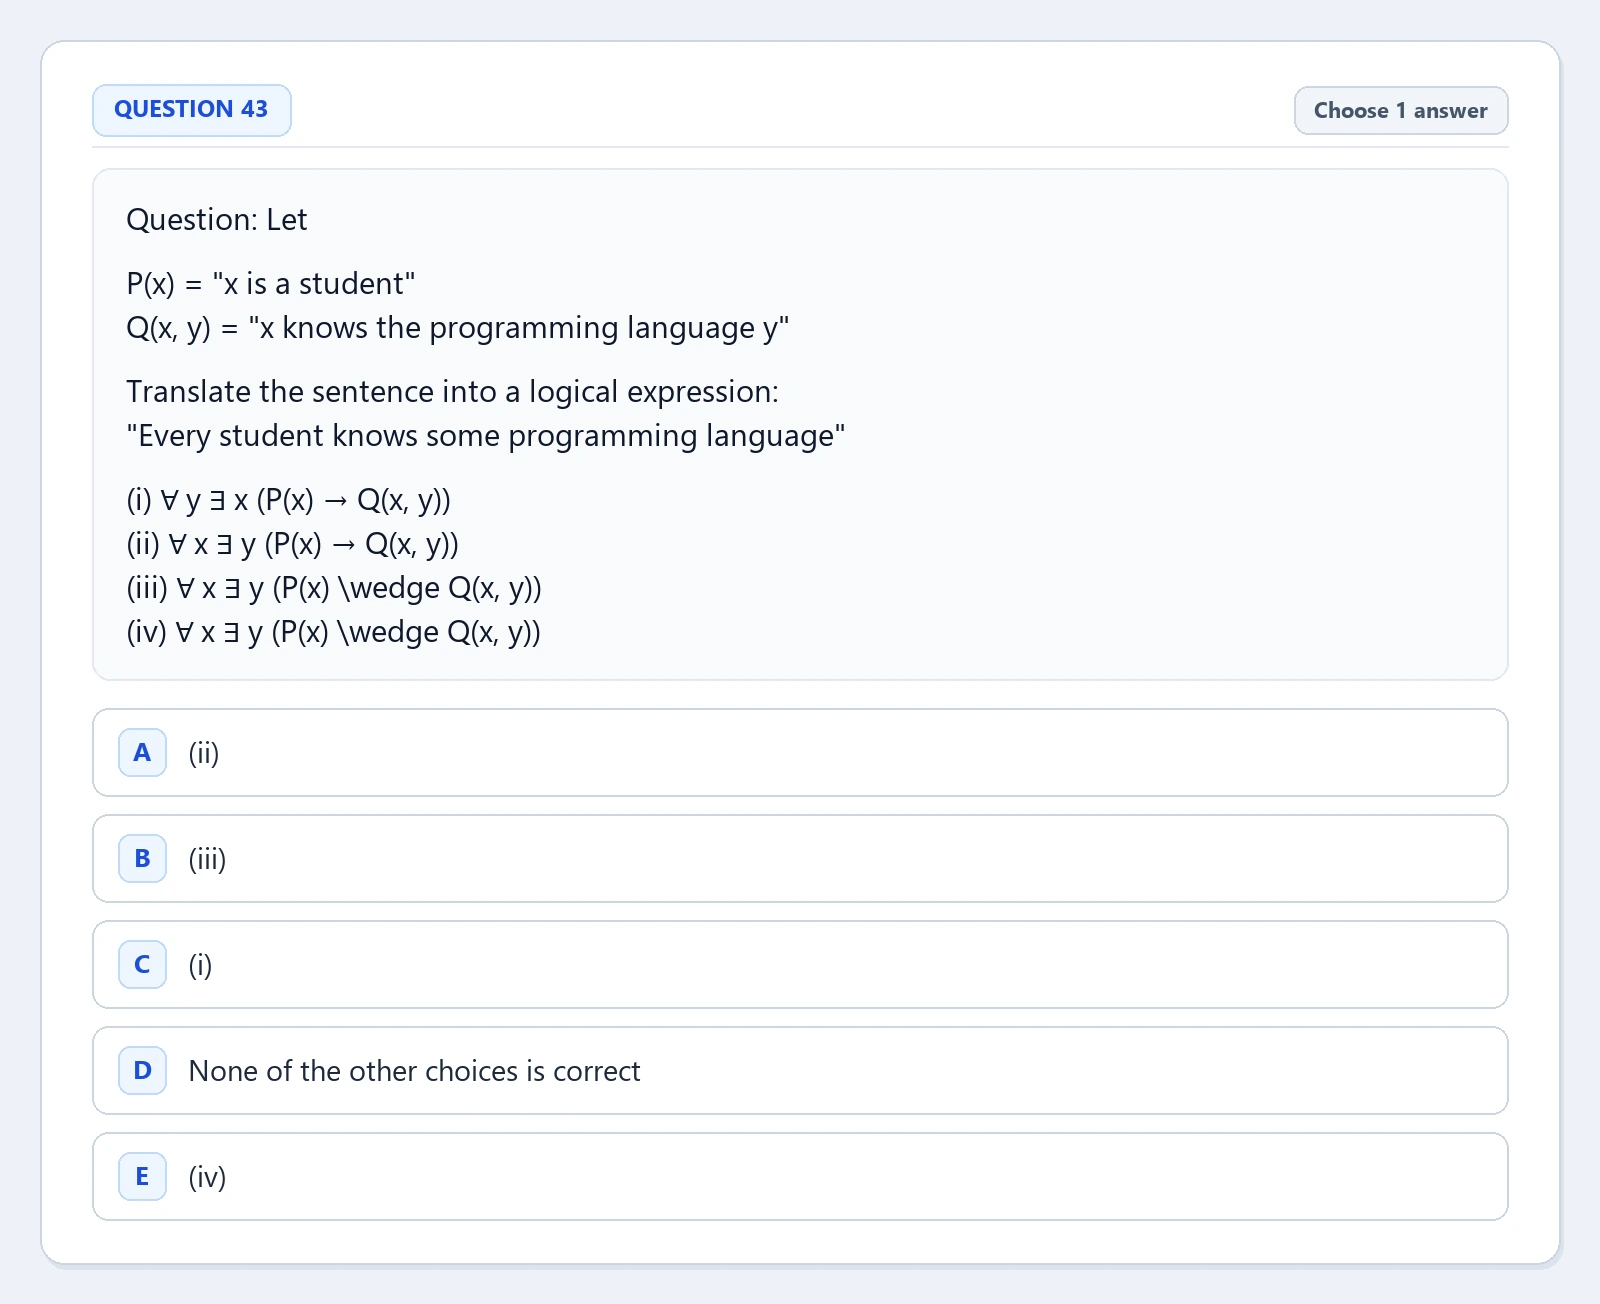 QUESTION 43
Choose 1 answer
Question: Let
P(x) = "x is a student"
Q(x, y) = "x knows the programming language y"
Translate the sentence into a logical expression:
"Every student knows some programming language"
(i) ∀ y ∃ x (P(x) → Q(x, y))
(ii) ∀ x ∃ y (P(x) → Q(x, y))
(iii) ∀ x ∃ y (P(x) \wedge Q(x, y))
(iv) ∀ x ∃ y (P(x) \wedge Q(x, y))
A (ii)
B (iii)
C (i)
D None of the other choices is correct
E (iv)